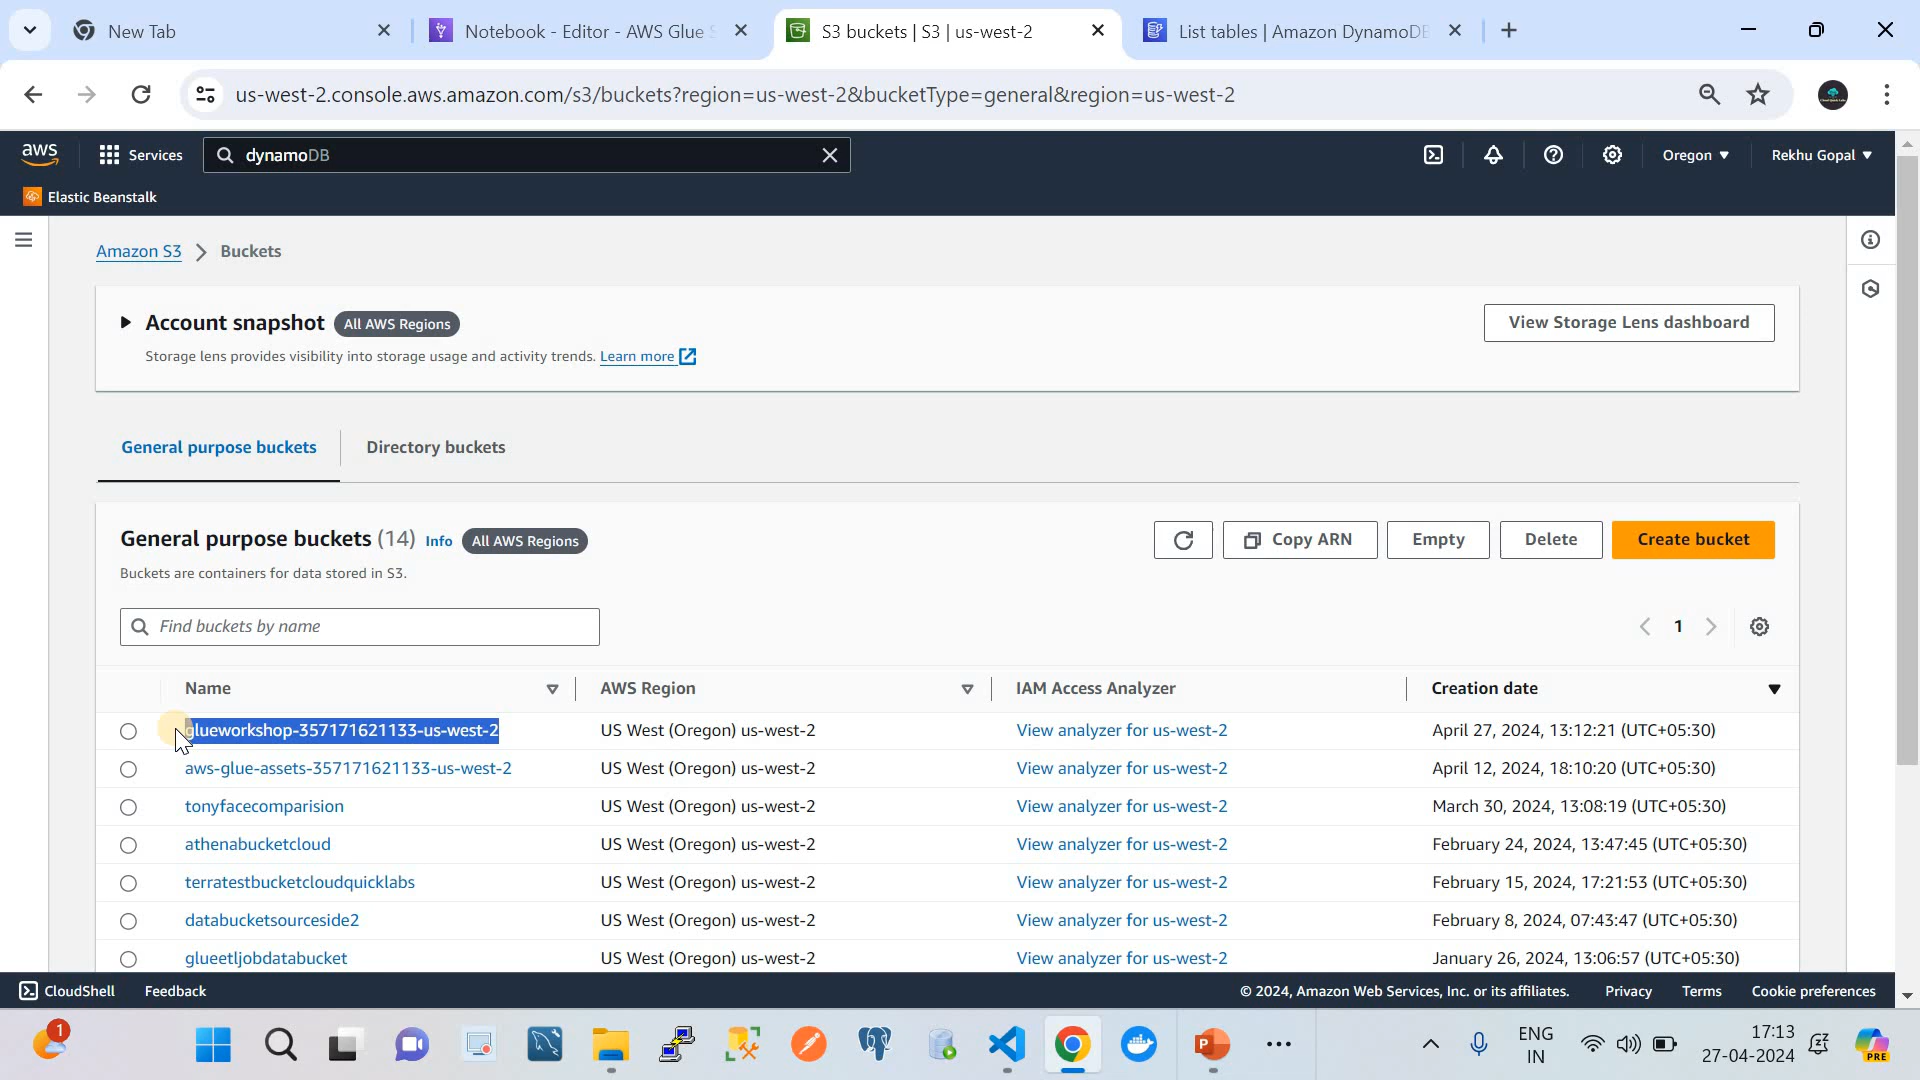 New Tab
Notebook - Editor - AWS Glue S
S3 buckets | S3 | us-west-2
List tables | Amazon DynamoDB
us-west-2.console.aws.amazon.com/s3/buckets?region=us-west-2&bucketType=general&region=us-west-2
aws
Services
dynamoDB
Oregon
Rekhu Gopal
Elastic Beanstalk
Amazon S3
Buckets
Account snapshot
All AWS Regions
View Storage Lens dashboard
Storage lens provides visibility into storage usage and activity trends. Learn more
General purpose buckets
Directory buckets
General purpose buckets (14) Info
All AWS Regions
Copy ARN
Empty
Delete
Create bucket
Buckets are containers for data stored in S3.
Find buckets by name
1
Name
AWS Region
IAM Access Analyzer
Creation date
glueworkshop-357171621133-us-west-2
US West (Oregon) us-west-2
View analyzer for us-west-2
April 27, 2024, 13:12:21 (UTC+05:30)
aws-glue-assets-357171621133-us-west-2
US West (Oregon) us-west-2
View analyzer for us-west-2
April 12, 2024, 18:10:20 (UTC+05:30)
tonyfacecomparision
US West (Oregon) us-west-2
View analyzer for us-west-2
March 30, 2024, 13:08:19 (UTC+05:30)
athenabucketcloud
US West (Oregon) us-west-2
View analyzer for us-west-2
February 24, 2024, 13:47:45 (UTC+05:30)
terratestbucketcloudquicklabs
US West (Oregon) us-west-2
View analyzer for us-west-2
February 15, 2024, 17:21:53 (UTC+05:30)
databucketsourceside2
US West (Oregon) us-west-2
View analyzer for us-west-2
February 8, 2024, 07:43:47 (UTC+05:30)
glueetljobdatabucket
US West (Oregon) us-west-2
View analyzer for us-west-2
January 26, 2024, 13:06:57 (UTC+05:30)
CloudShell
Feedback
© 2024, Amazon Web Services, Inc. or its affiliates.
Privacy
Terms
Cookie preferences
1
ENG
IN
17:13
27-04-2024
PRE